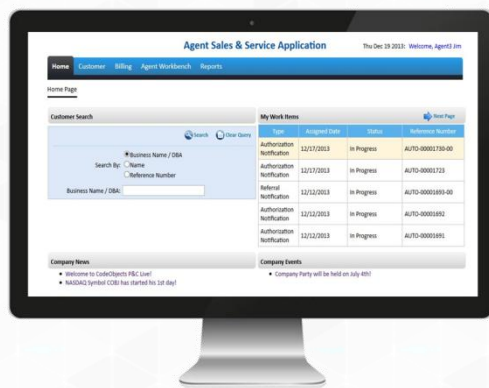 Agent Sales & Service Application
Thu Dec 19 2013: Welcome, Agent3 Jim
Home Customer Billing Agent Workbench Reports
Home Page
Customer Search
Search Clear Query
Search By: Business Name / DBA
Name
Reference Number
Business Name / DBA:
My Work Items
Next Page
Type Assigned Date Status Reference Number
Authorization Notification 12/17/2013 In Progress AUTO-00001730-00
Authorization Notification 12/17/2013 In Progress AUTO-00001723
Referral Notification 12/12/2013 In Progress AUTO-00001693-00
Authorization Notification 12/12/2013 In Progress AUTO-00001692
Authorization Notification 12/12/2013 In Progress AUTO-00001691
Company News
Welcome to CodeObjects P&C Live!
NASDAQ Symbol COBJ has started his 1st day!
Company Events
Company Party will be held on July 4th!